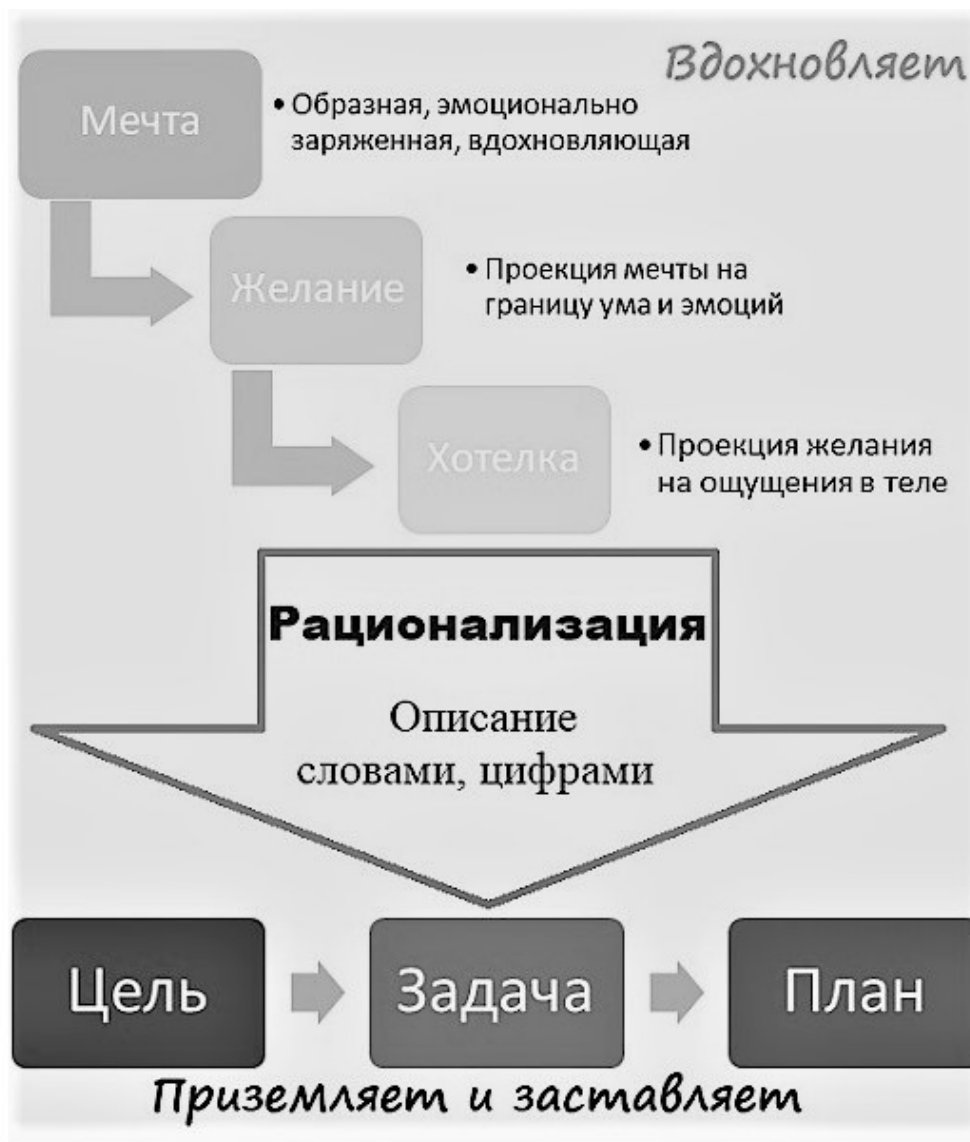 Вдохновляет
Мечта
• Образная, эмоционально
заряженная, вдохновляющая
Желание
• Проекция мечты на
границу ума и эмоций
Хотелка
• Проекция желания
на ощущения в теле
Рационализация
Описание
словами, цифрами
Цель
Задача
План
Приземляет и заставляет